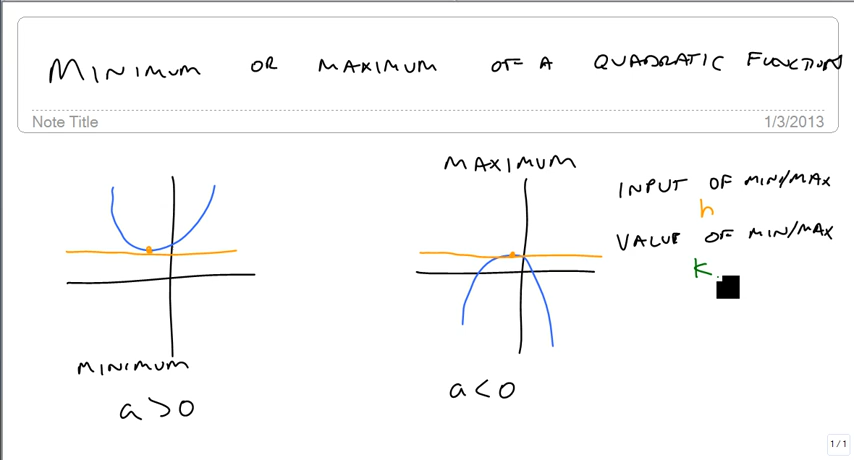 MINIMUM OR MAXIMUM OF A QUADRATIC FUNCTION
Note Title
1/3/2013
MAXIMUM
INPUT OF MIN/MAX
h
VALUE OF MIN/MAX
K
MINIMUM
a > 0
a < 0
1 / 1